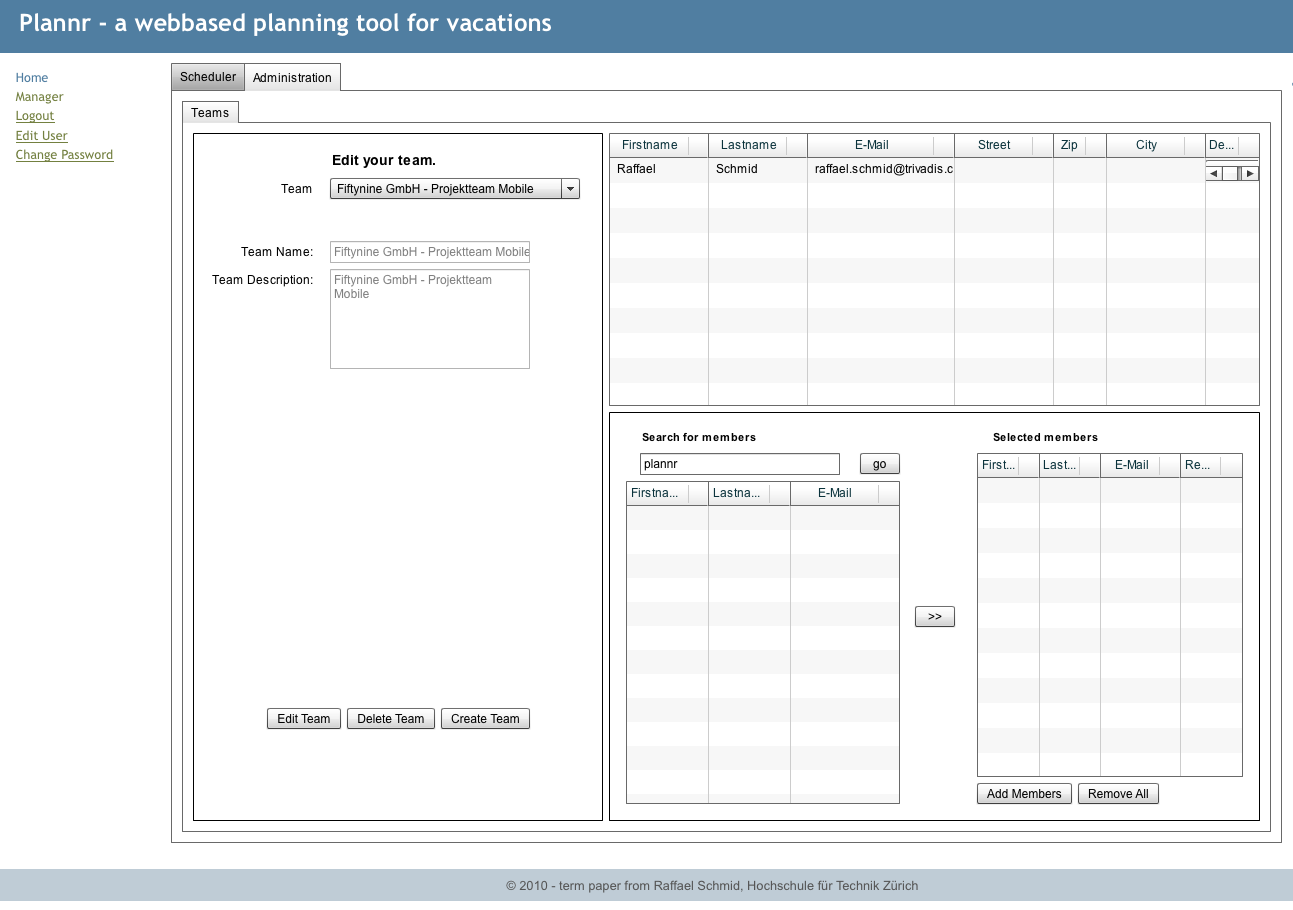 Plannr - a webbased planning tool for vacations
Home
Manager
Logout
Edit User
Change Password
Scheduler
Administration
Teams
Edit your team.
Team
Fiftynine GmbH - Projektteam Mobile
Team Name:
Fiftynine GmbH - Projektteam Mobile
Team Description:
Fiftynine GmbH - Projektteam
Mobile
Edit Team
Delete Team
Create Team
Firstname
Lastname
E-Mail
Street
Zip
City
De...
Raffael
Schmid
raffael.schmid@trivadis.c
Search for members
plannr
go
Firstna...
Lastna...
E-Mail
>>
Selected members
First...
Last...
E-Mail
Re...
Add Members
Remove All
© 2010 - term paper from Raffael Schmid, Hochschule für Technik Zürich